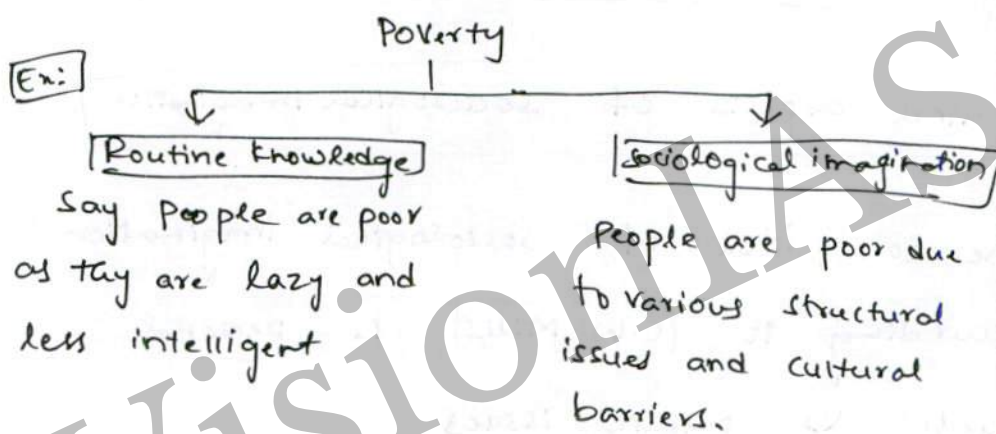 Poverty
Ex:
Routine knowledge
Say people are poor
as they are lazy and
less intelligent
Sociological imagination
People are poor due
to various structural
issues and cultural
barriers.
VisionIAS